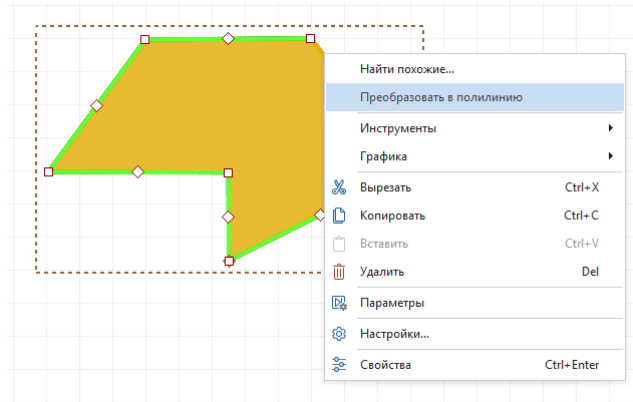 Найти похожие...
Преобразовать в полилинию
Инструменты
Графика
Вырезать Ctrl+X
Копировать Ctrl+C
Вставить Ctrl+V
Удалить Del
Параметры
Настройки...
Свойства Ctrl+Enter